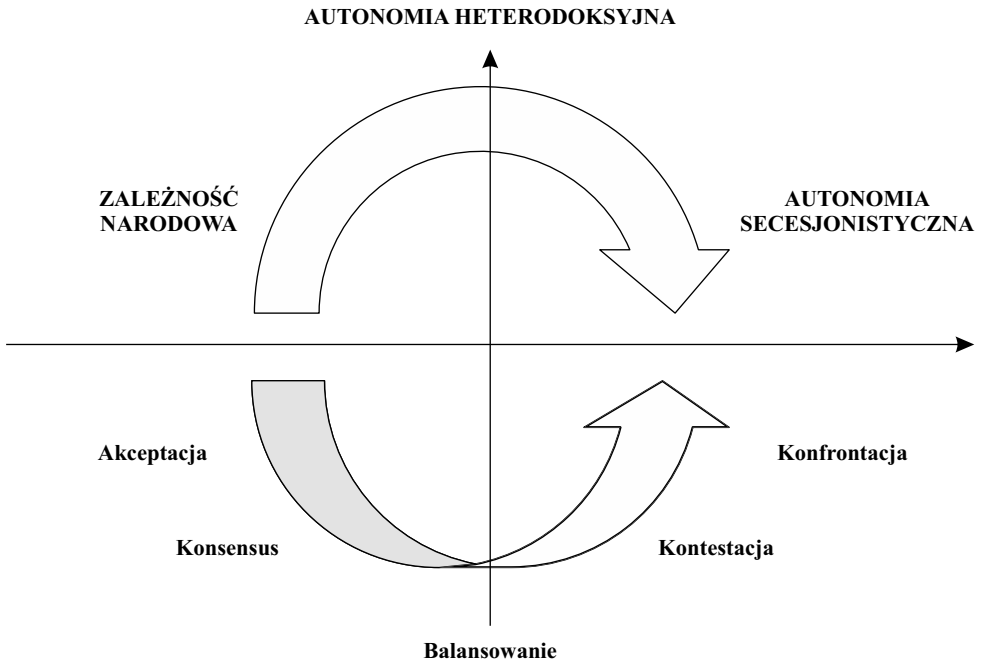 AUTONOMIA HETERODOKSYJNA
ZALEŻNOŚĆ
NARODOWA
AUTONOMIA
SECESJONISTYCZNA
Akceptacja
Konfrontacja
Konsensus
Kontestacja
Balansowanie